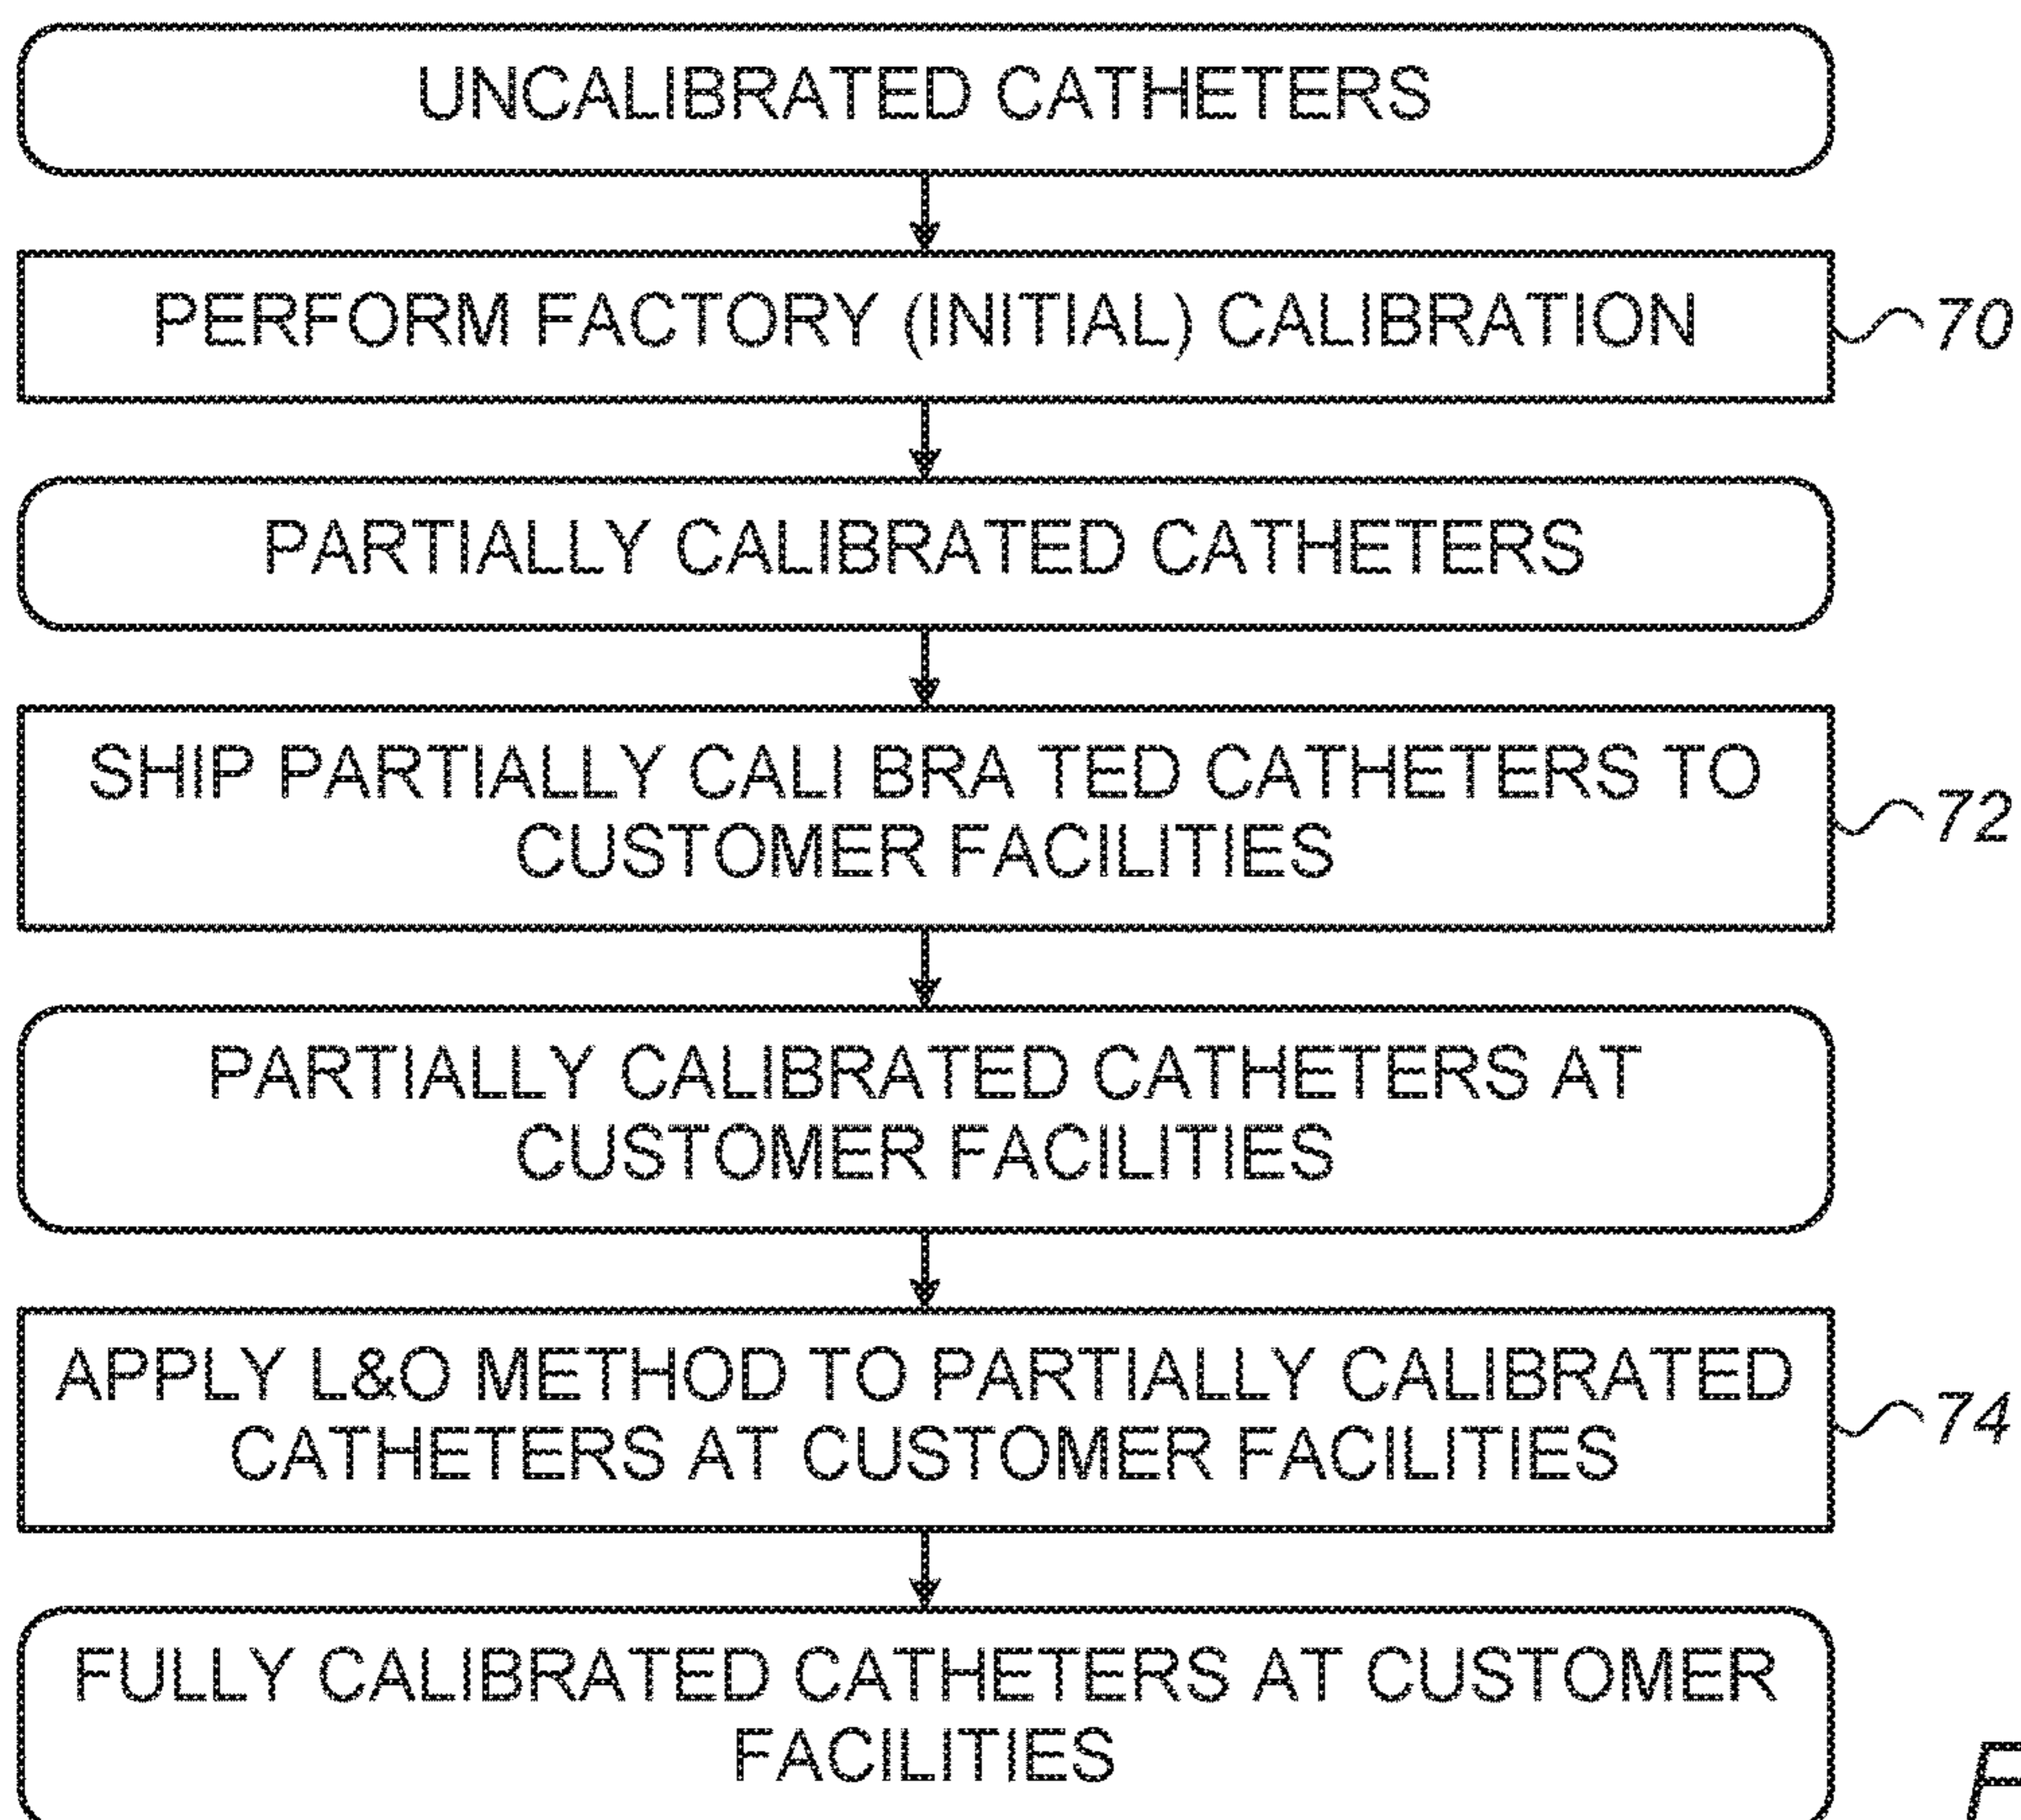 UNCALIBRATED CATHETERS
PERFORM FACTORY (INITIAL) CALIBRATION
70
PARTIALLY CALIBRATED CATHETERS
SHIP PARTIALLY CALI BRA TED CATHETERS TO
CUSTOMER FACILITIES
72
PARTIALLY CALIBRATED CATHETERS AT
CUSTOMER FACILITIES
APPLY L&O METHOD TO PARTIALLY CALIBRATED
CATHETERS AT CUSTOMER FACILITIES
74
FULLY CALIBRATED CATHETERS AT CUSTOMER
FACILITIES